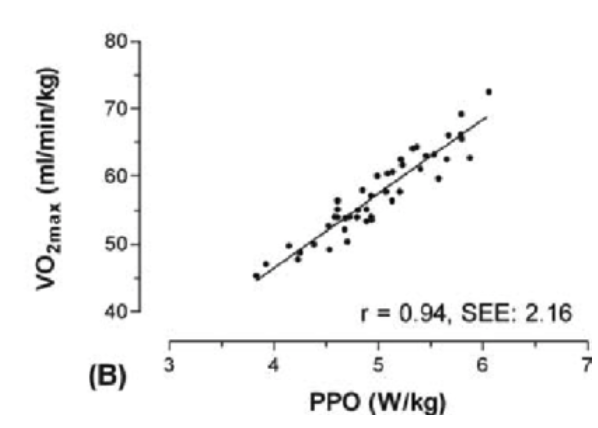 80
70
60
50
40
VO2max (ml/min/kg)
r = 0.94, SEE: 2.16
3 4 5 6 7
(B)
PPO (W/kg)